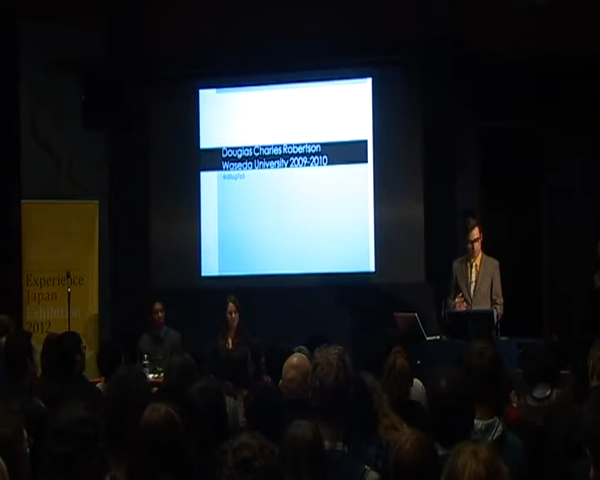 Douglas Charles Robertson
Waseda University 2009-2010
Experience
Japan
Exhibition
2012